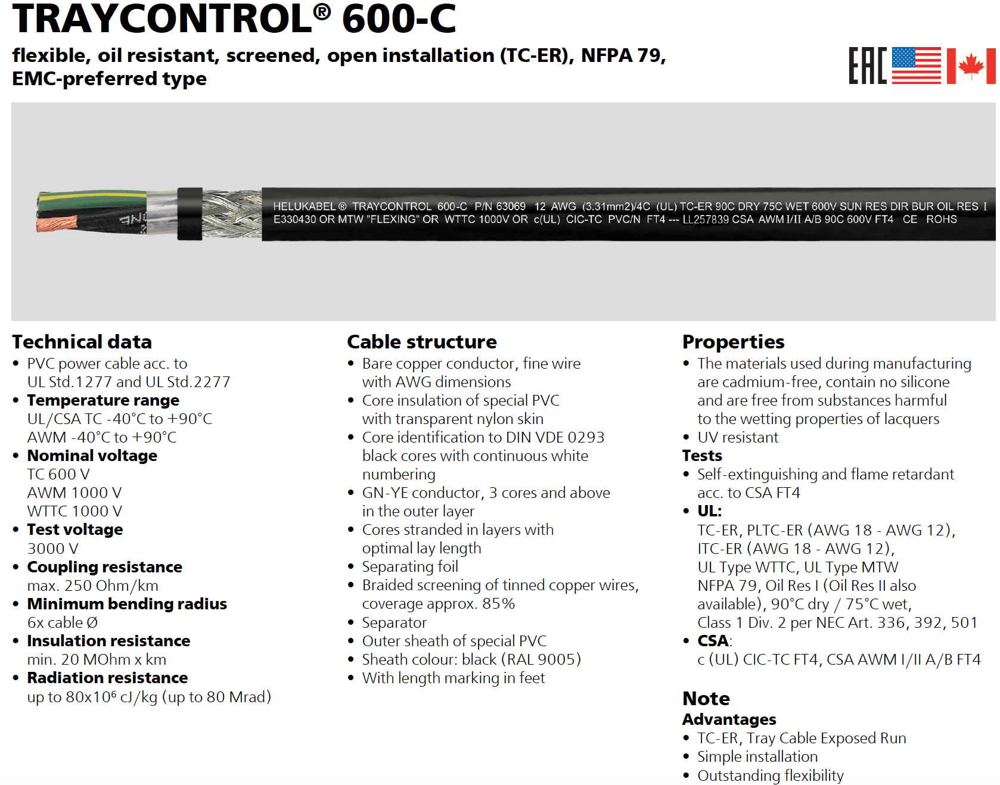 TRAYCONTROL® 600-C
flexible, oil resistant, screened, open installation (TC-ER), NFPA 79,
EMC-preferred type
EAC
HELUKABEL ® TRAYCONTROL 600-C P/N 63069 12 AWG (3.31mm2)/4C (UL) TC-ER 90C DRY 75C WET 600V SUN RES DIR BUR OIL RES I
E330430 OR MTW "FLEXING" OR WTTC 1000V OR c(UL) CIC-TC PVC/N FT4 --- LL257839 CSA AWM I/II A/B 90C 600V FT4 CE ROHS
Technical data
• PVC power cable acc. to
UL Std.1277 and UL Std.2277
• Temperature range
UL/CSA TC -40°C to +90°C
AWM -40°C to +90°C
• Nominal voltage
TC 600 V
AWM 1000 V
WTTC 1000 V
• Test voltage
3000 V
• Coupling resistance
max. 250 Ohm/km
• Minimum bending radius
6x cable Ø
• Insulation resistance
min. 20 MOhm x km
• Radiation resistance
up to 80x10⁶ cJ/kg (up to 80 Mrad)
Cable structure
• Bare copper conductor, fine wire
with AWG dimensions
• Core insulation of special PVC
with transparent nylon skin
• Core identification to DIN VDE 0293
black cores with continuous white
numbering
• GN-YE conductor, 3 cores and above
in the outer layer
• Cores stranded in layers with
optimal lay length
• Separating foil
• Braided screening of tinned copper wires,
coverage approx. 85%
• Separator
• Outer sheath of special PVC
• Sheath colour: black (RAL 9005)
• With length marking in feet
Properties
• The materials used during manufacturing
are cadmium-free, contain no silicone
and are free from substances harmful
to the wetting properties of lacquers
• UV resistant
Tests
• Self-extinguishing and flame retardant
acc. to CSA FT4
• UL:
TC-ER, PLTC-ER (AWG 18 - AWG 12),
ITC-ER (AWG 18 - AWG 12),
UL Type WTTC, UL Type MTW
NFPA 79, Oil Res I (Oil Res II also
available), 90°C dry / 75°C wet,
Class 1 Div. 2 per NEC Art. 336, 392, 501
• CSA:
c (UL) CIC-TC FT4, CSA AWM I/II A/B FT4
Note
Advantages
• TC-ER, Tray Cable Exposed Run
• Simple installation
• Outstanding flexibility